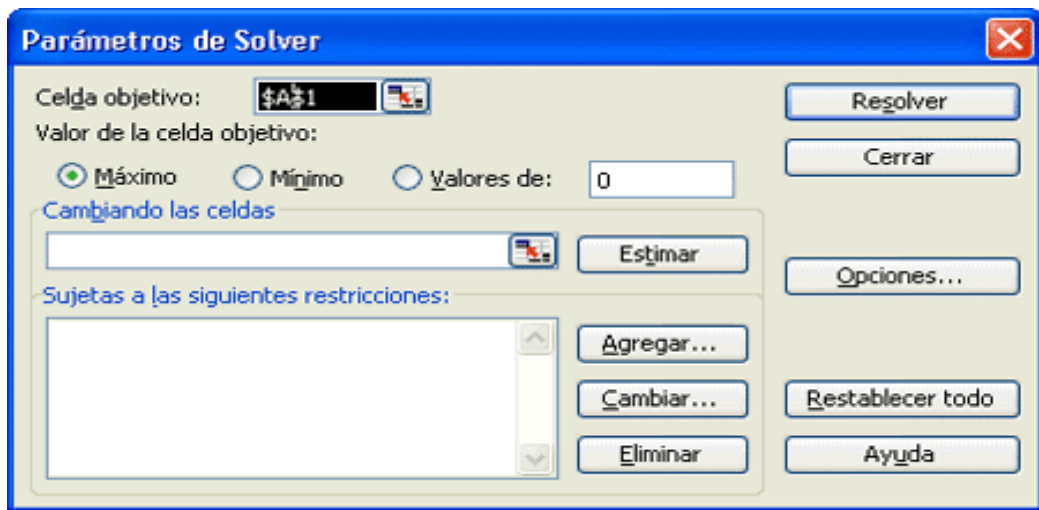 Parámetros de Solver
Celda objetivo: $A$1
Resolver
Valor de la celda objetivo:
Cerrar
Máximo Mínimo Valores de: 0
Cambiando las celdas
Estimar
Opciones...
Sujetas a las siguientes restricciones:
Agregar...
Cambiar... Restablecer todo
Eliminar Ayuda